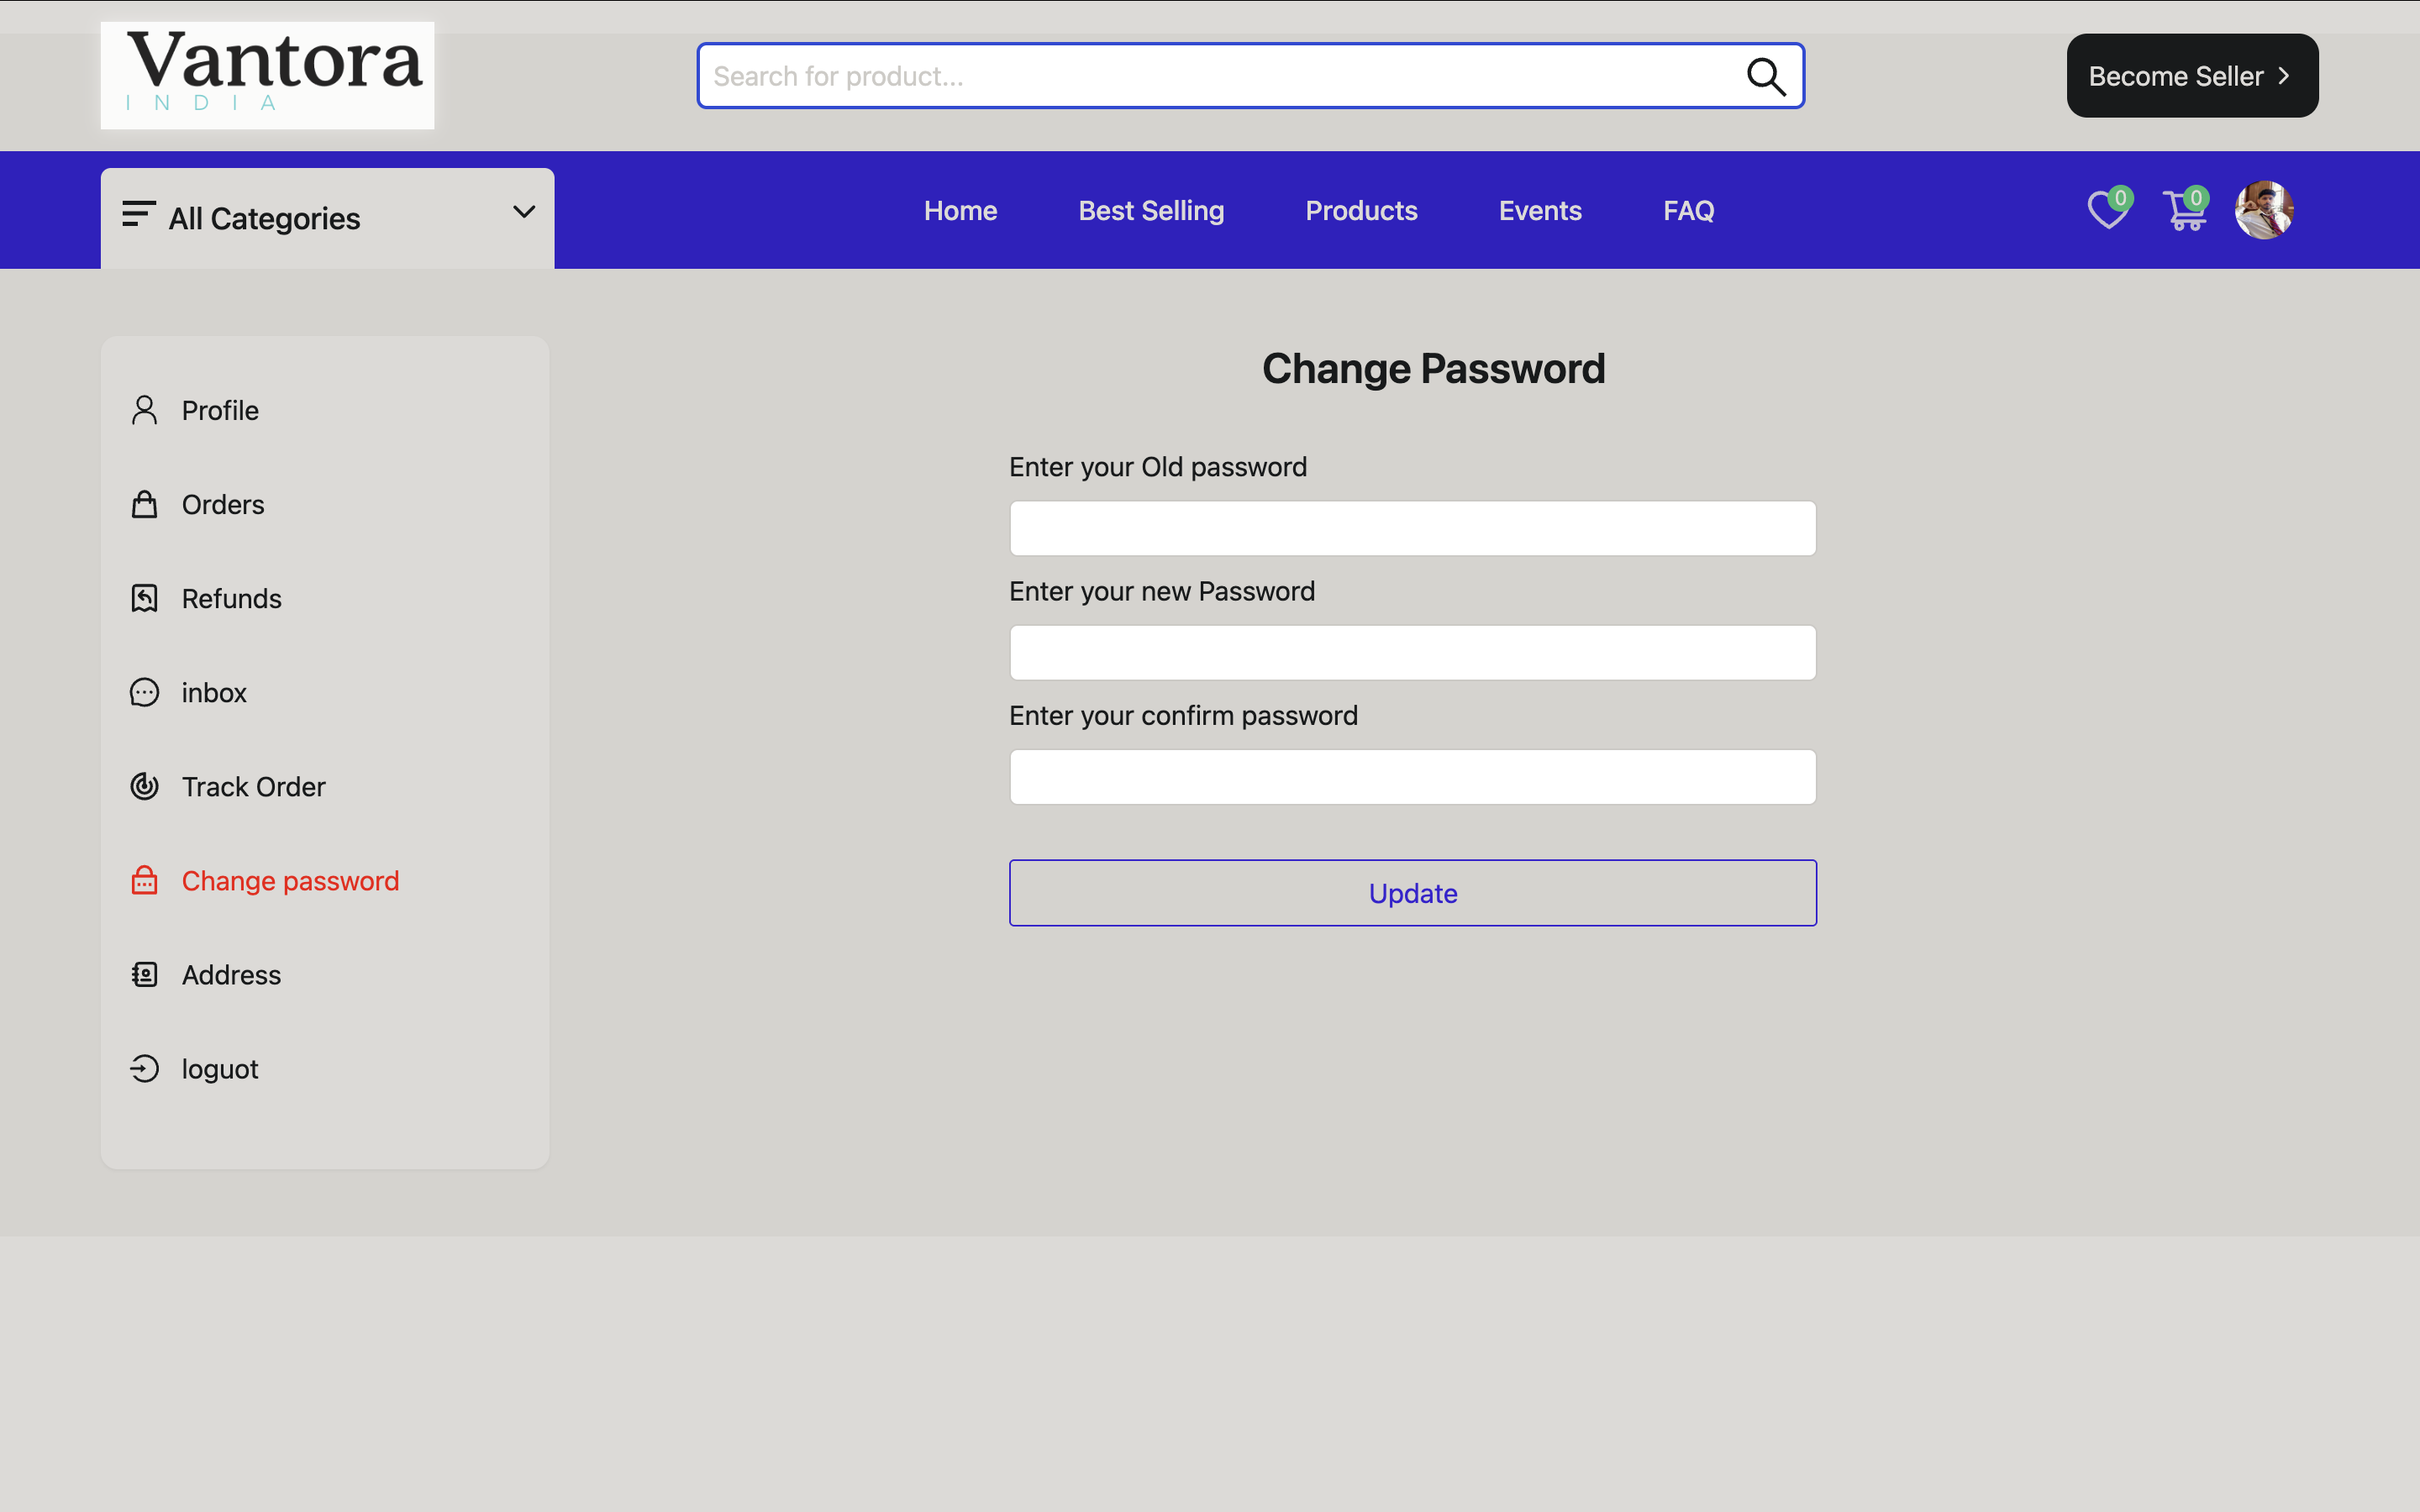 Vantora
INDIA
Search for product...
Become Seller
All Categories
Home
Best Selling
Products
Events
FAQ
0
0
Profile
Orders
Refunds
inbox
Track Order
Change password
Address
loguot
Change Password
Enter your Old password
Enter your new Password
Enter your confirm password
Update